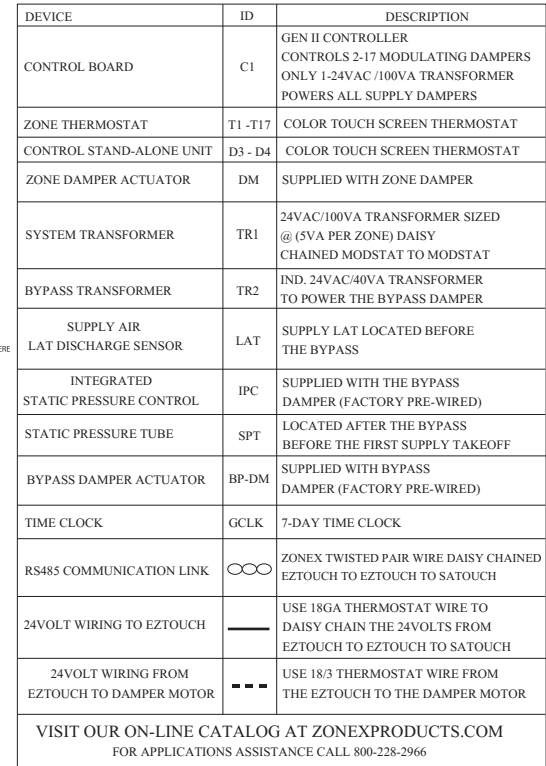 DEVICE ID DESCRIPTION
CONTROL BOARD C1 GEN II CONTROLLER
CONTROLS 2-17 MODULATING DAMPERS
ONLY 1-24VAC /100VA TRANSFORMER
POWERS ALL SUPPLY DAMPERS
ZONE THERMOSTAT T1 -T17 COLOR TOUCH SCREEN THERMOSTAT
CONTROL STAND-ALONE UNIT D3 - D4 COLOR TOUCH SCREEN THERMOSTAT
ZONE DAMPER ACTUATOR DM SUPPLIED WITH ZONE DAMPER
SYSTEM TRANSFORMER TR1 24VAC/100VA TRANSFORMER SIZED
@ (5VA PER ZONE) DAISY
CHAINED MODSTAT TO MODSTAT
BYPASS TRANSFORMER TR2 IND. 24VAC/40VA TRANSFORMER
TO POWER THE BYPASS DAMPER
SUPPLY AIR
LAT DISCHARGE SENSOR LAT SUPPLY LAT LOCATED BEFORE
THE BYPASS
ERE
INTEGRATED
STATIC PRESSURE CONTROL IPC SUPPLIED WITH THE BYPASS
DAMPER (FACTORY PRE-WIRED)
STATIC PRESSURE TUBE SPT LOCATED AFTER THE BYPASS
BEFORE THE FIRST SUPPLY TAKEOFF
BYPASS DAMPER ACTUATOR BP-DM SUPPLIED WITH BYPASS
DAMPER (FACTORY PRE-WIRED)
TIME CLOCK GCLK 7-DAY TIME CLOCK
RS485 COMMUNICATION LINK ZONEX TWISTED PAIR WIRE DAISY CHAINED
EZTOUCH TO EZTOUCH TO SATOUCH
24VOLT WIRING TO EZTOUCH USE 18GA THERMOSTAT WIRE TO
DAISY CHAIN THE 24VOLTS FROM
EZTOUCH TO EZTOUCH TO SATOUCH
24VOLT WIRING FROM
EZTOUCH TO DAMPER MOTOR USE 18/3 THERMOSTAT WIRE FROM
THE EZTOUCH TO THE DAMPER MOTOR
VISIT OUR ON-LINE CATALOG AT ZONEXPRODUCTS.COM
FOR APPLICATIONS ASSISTANCE CALL 800-228-2966